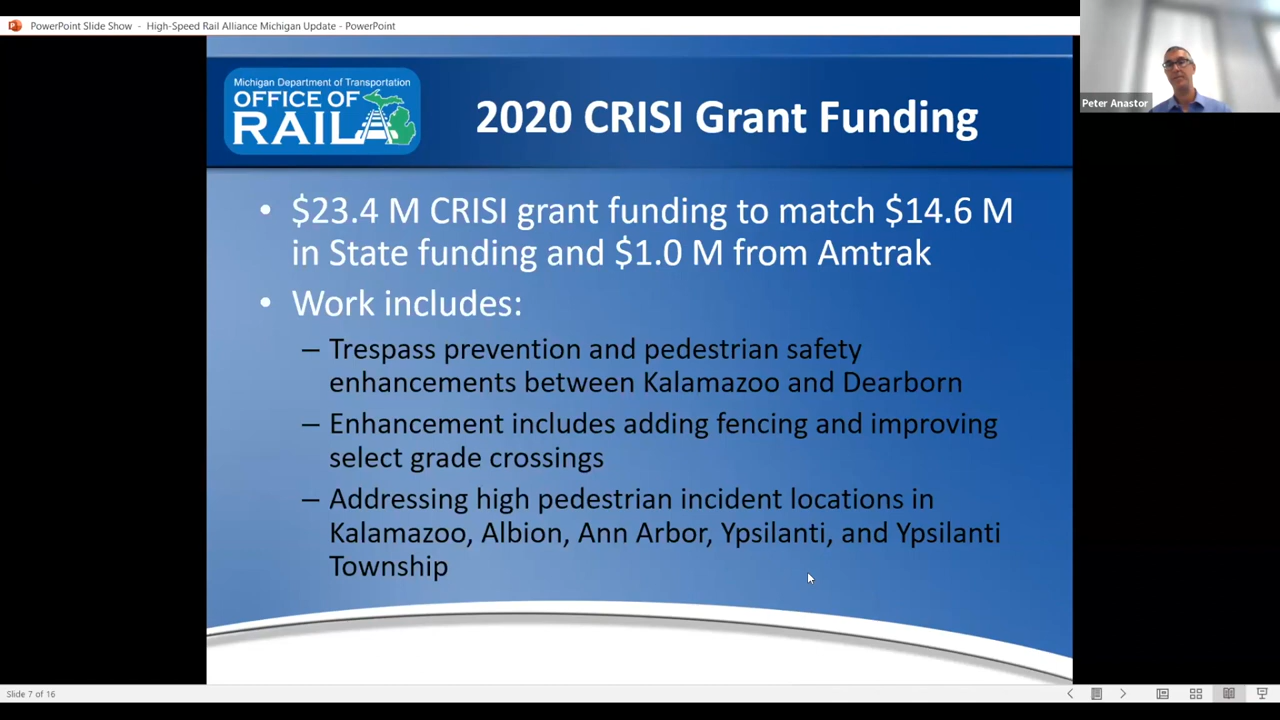 PowerPoint Slide Show - High-Speed Rail Alliance Michigan Update - PowerPoint
Michigan Department of Transportation
OFFICE OF
RAIL
2020 CRISI Grant Funding
Peter Anastor
• $23.4 M CRISI grant funding to match $14.6 M
in State funding and $1.0 M from Amtrak
• Work includes:
– Trespass prevention and pedestrian safety
enhancements between Kalamazoo and Dearborn
– Enhancement includes adding fencing and improving
select grade crossings
– Addressing high pedestrian incident locations in
Kalamazoo, Albion, Ann Arbor, Ypsilanti, and Ypsilanti
Township
Slide 7 of 16